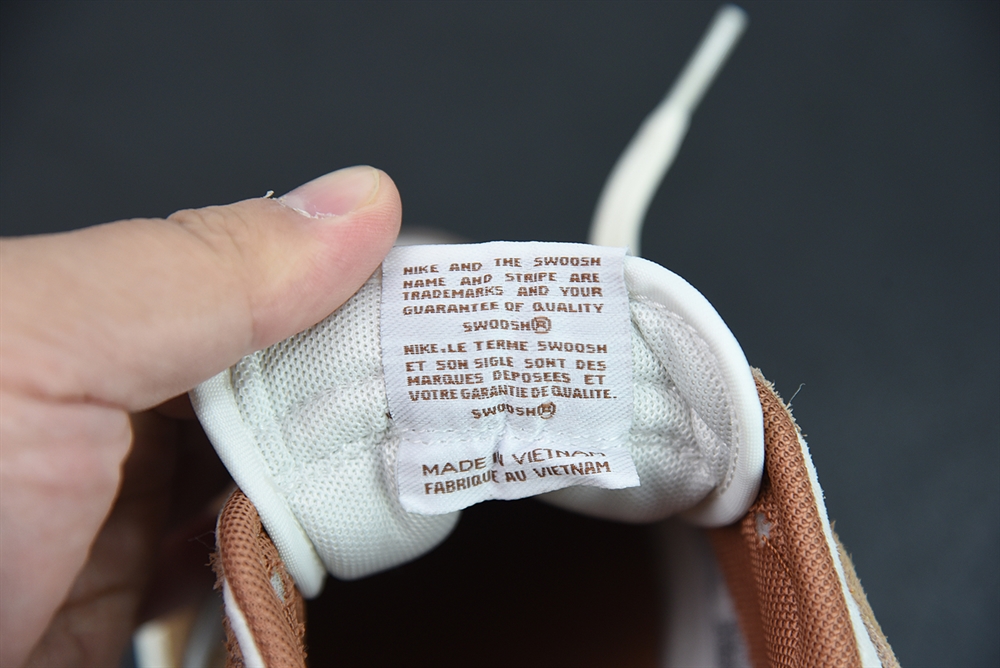 NIKE AND THE SWOOSH
NAME AND STRIPE ARE
TRADEMARKS AND YOUR
GUARANTEE OF QUALITY
SWOOSH®
NIKE.LE TERME SWOOSH
ET SON SIGLE SONT DES
MARQUES DEPOSEES ET
VOTRE GARANTIE DE QUALITE.
SWOOSH®
MADE IN VIETNAM
FABRIQUE AU VIETNAM